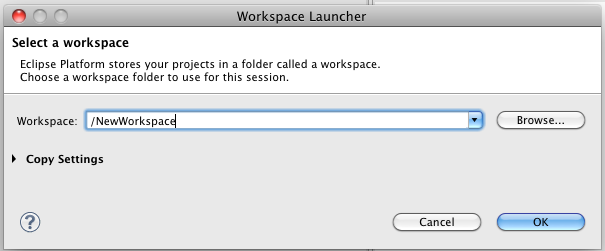 Workspace Launcher
Select a workspace
Eclipse Platform stores your projects in a folder called a workspace.
Choose a workspace folder to use for this session.
Workspace: /NewWorkspace Browse...
Copy Settings
? Cancel OK